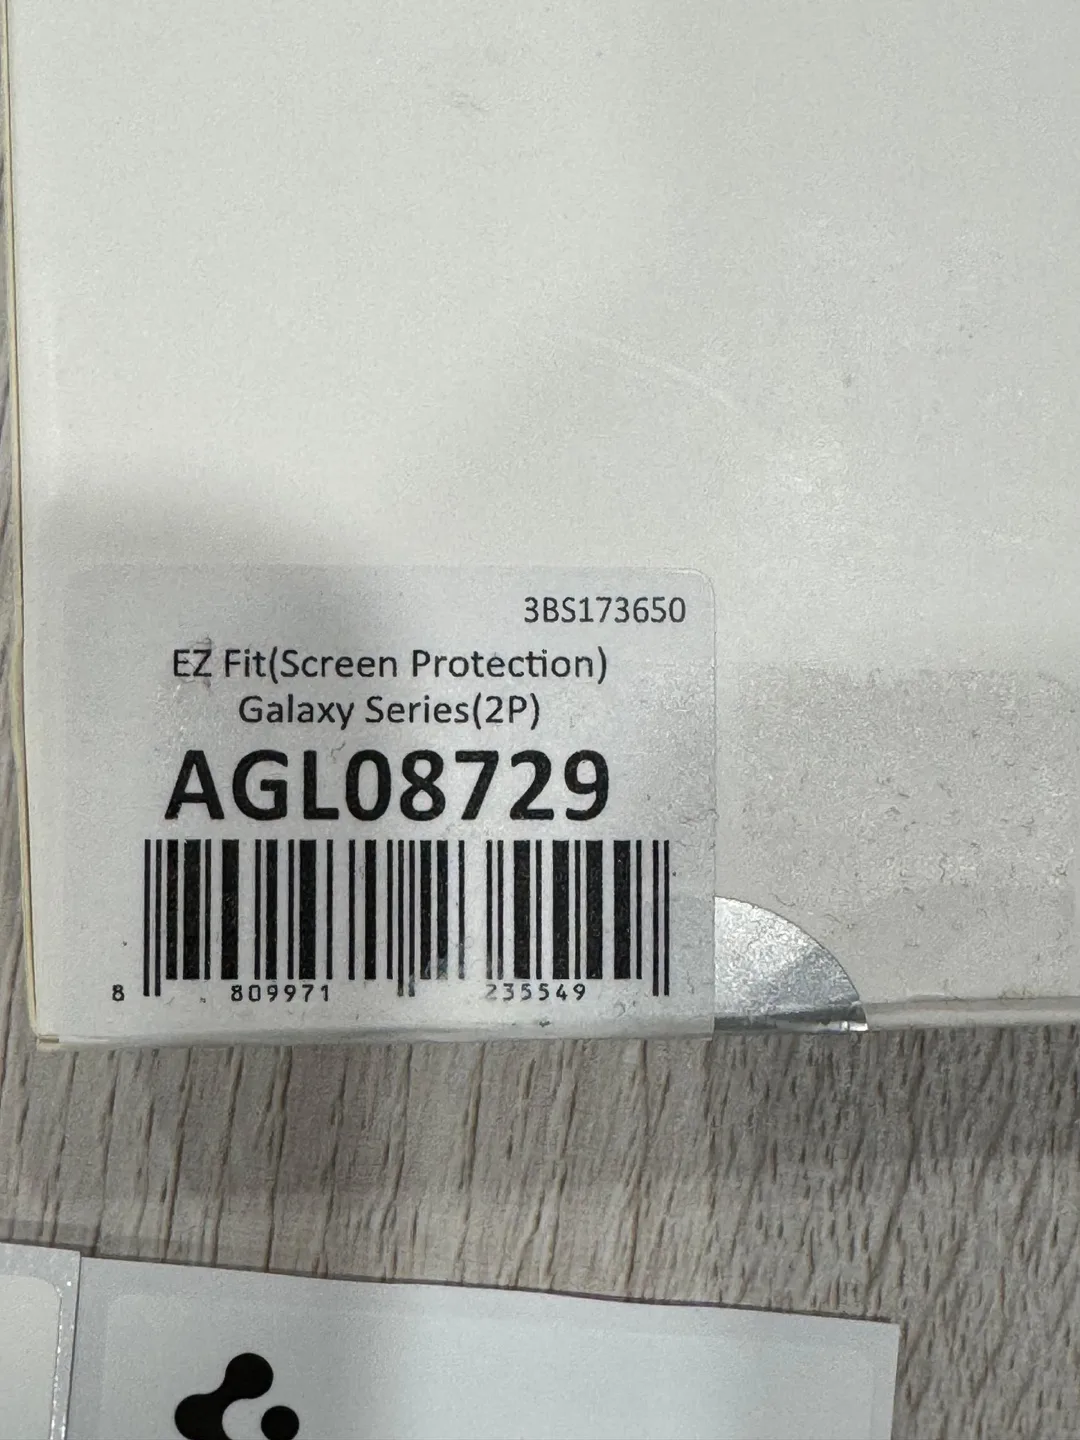 3BS173650
EZ Fit(Screen Protection)
Galaxy Series(2P)
AGL08729
8 809971 235549